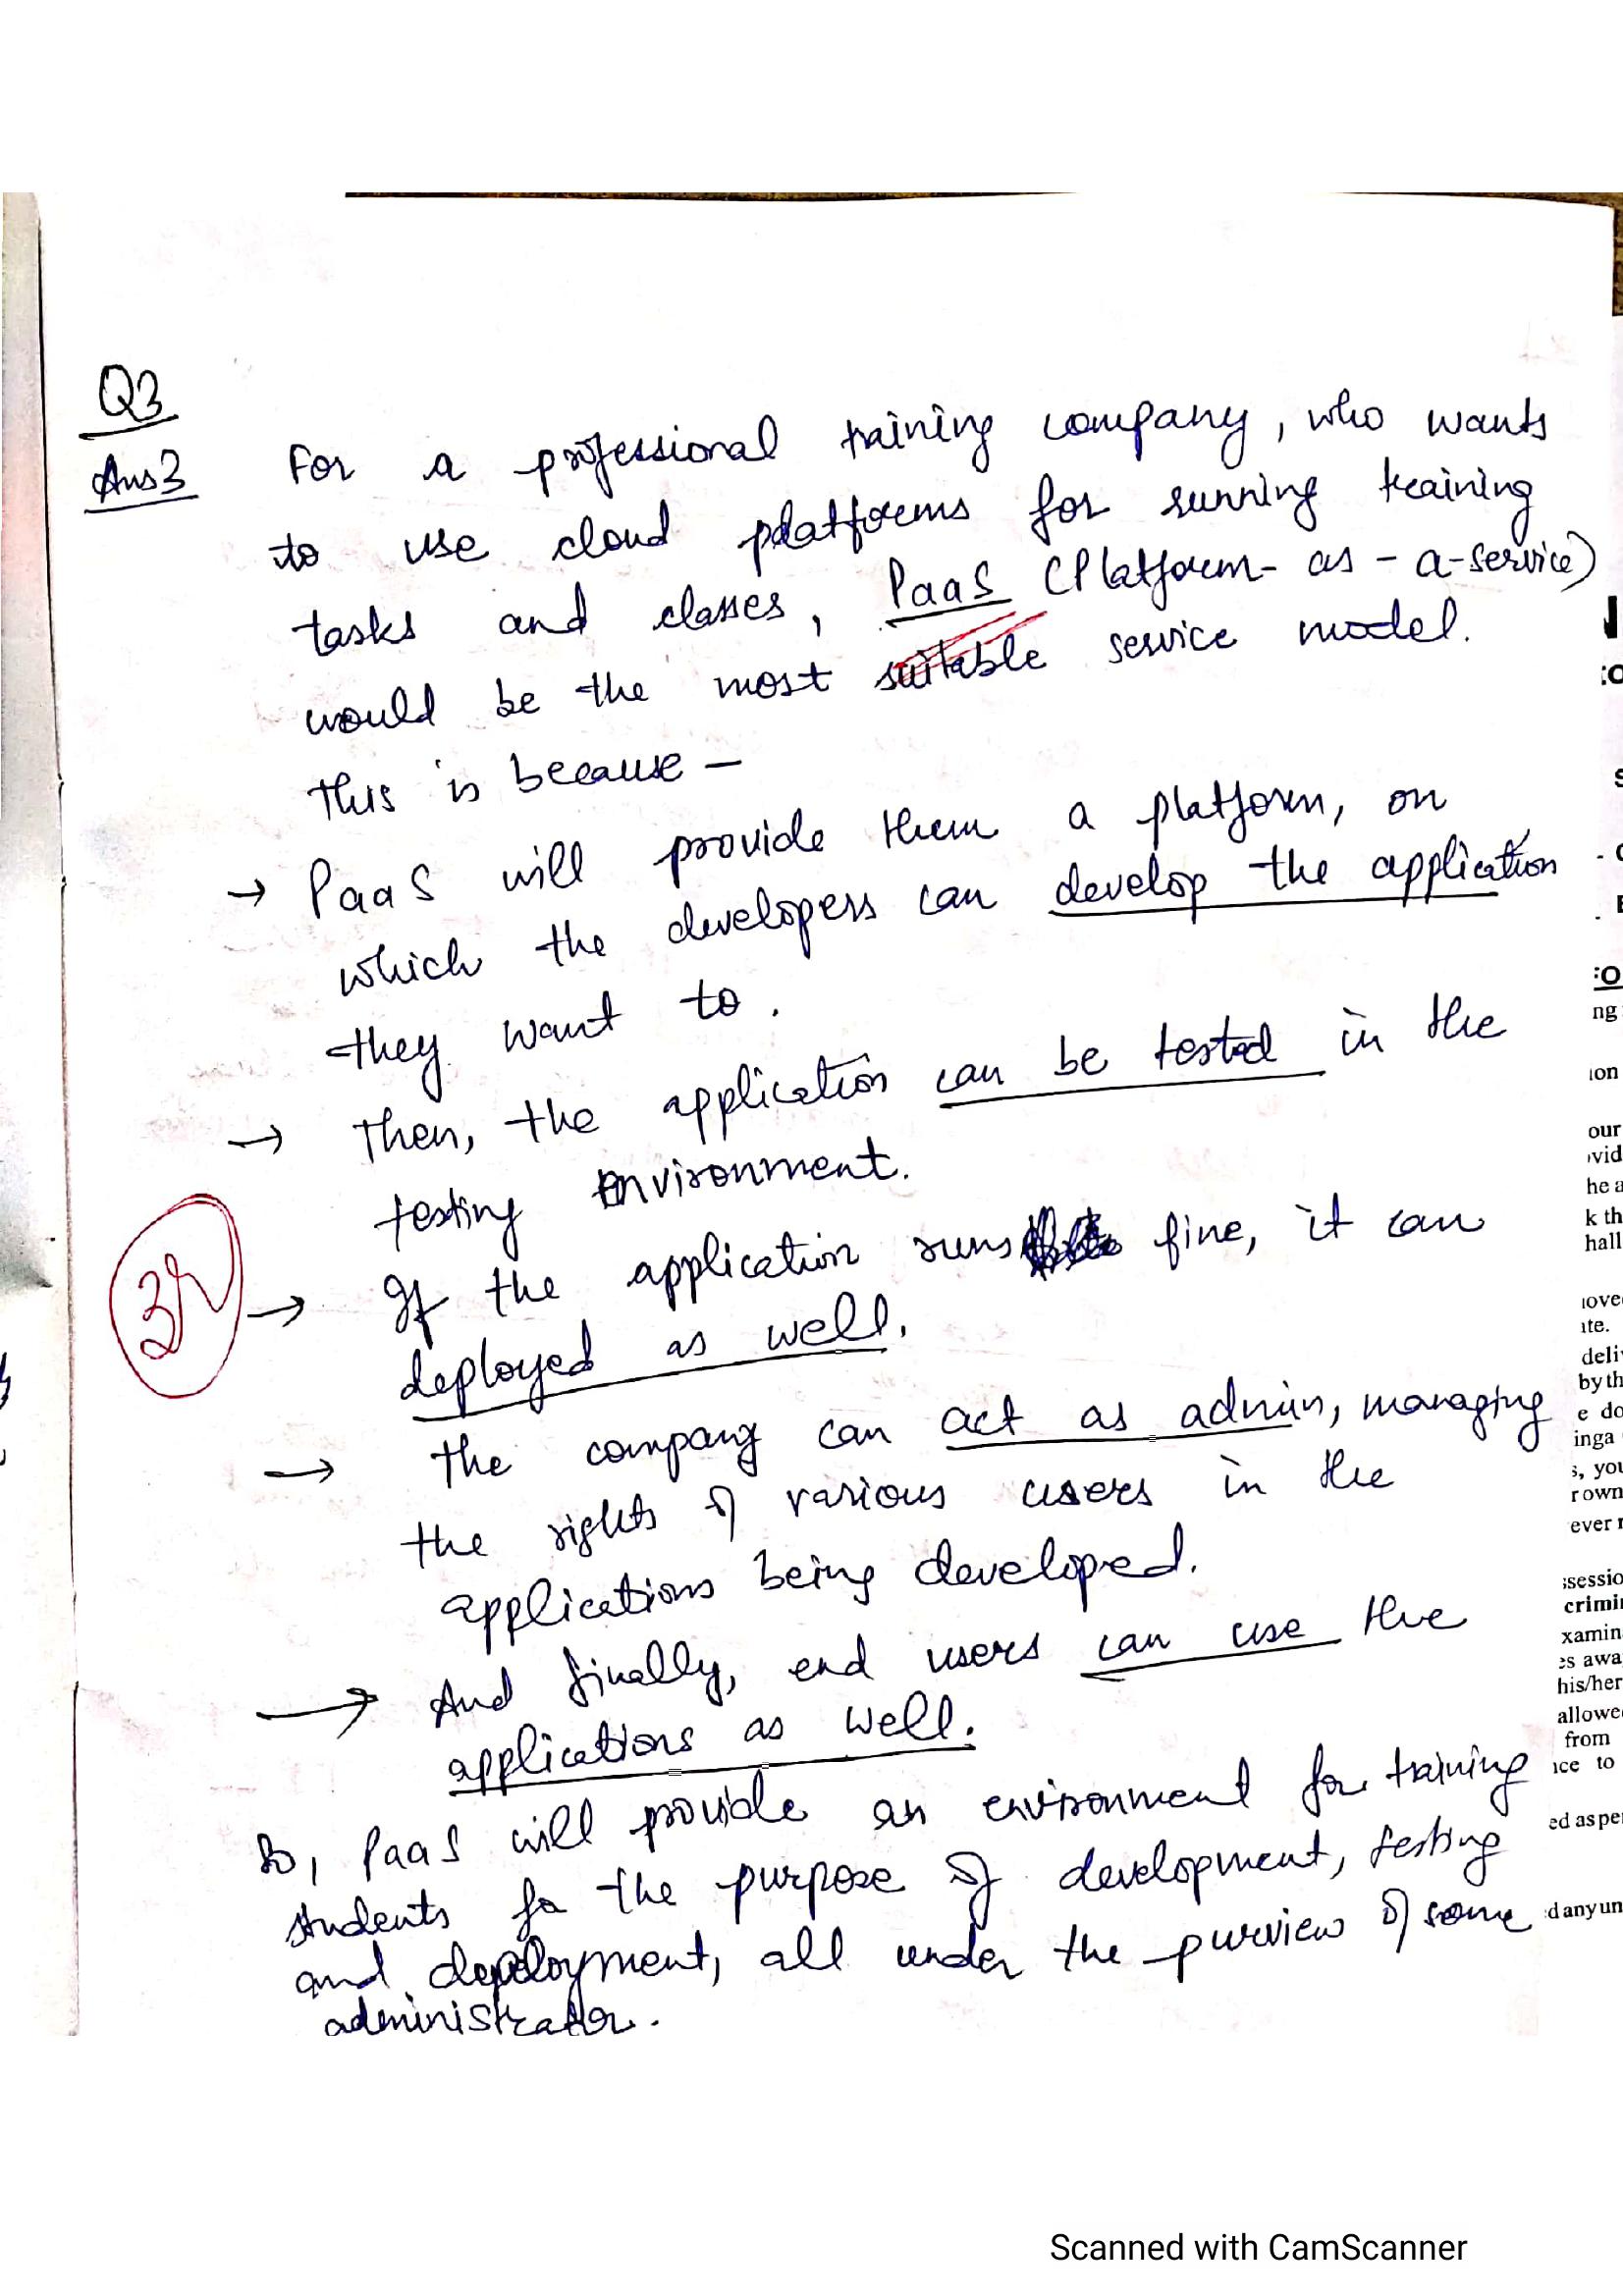 Q3
Ans3 For a professional training company, who wants
to use cloud platforms for running training
tasks and classes, PaaS (Platform-as-a-service)
would be the most suitable service model.
This is because —
→ PaaS will provide them a platform, on
which the developers can develop the application
they want to.
→ Then, the application can be tested in the
testing environment.
→ If the application runs fine, it can
deployed as well.
→ The company can act as admin, managing
the rights of various users in the
applications being developed.
→ And finally, end users can use the
applications as well.
So, PaaS will provide an environment for training
students for the purpose of development, testing
and deployment, all under the purview of some
administrator.
ng
ion
our
vid
he a
k th
hall
ite.
by th
e do
inga
s, you
r own
ever r
crimi
xamin
es awa
his/her
allowe
from
ice to
ed as per
d any un
Scanned with CamScanner